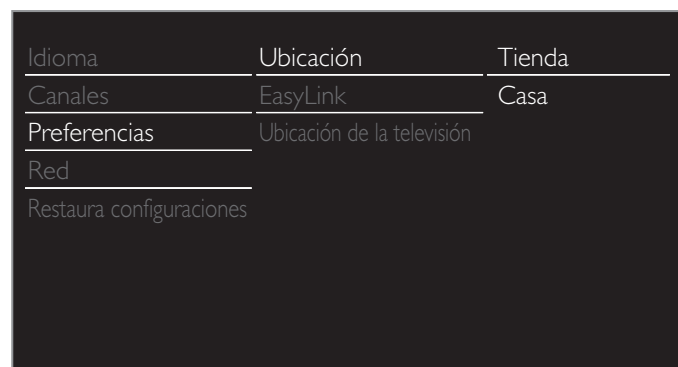 Idioma
Canales
Preferencias
Red
Restaura configuraciones
Ubicación
EasyLink
Ubicación de la televisión
Tienda
Casa